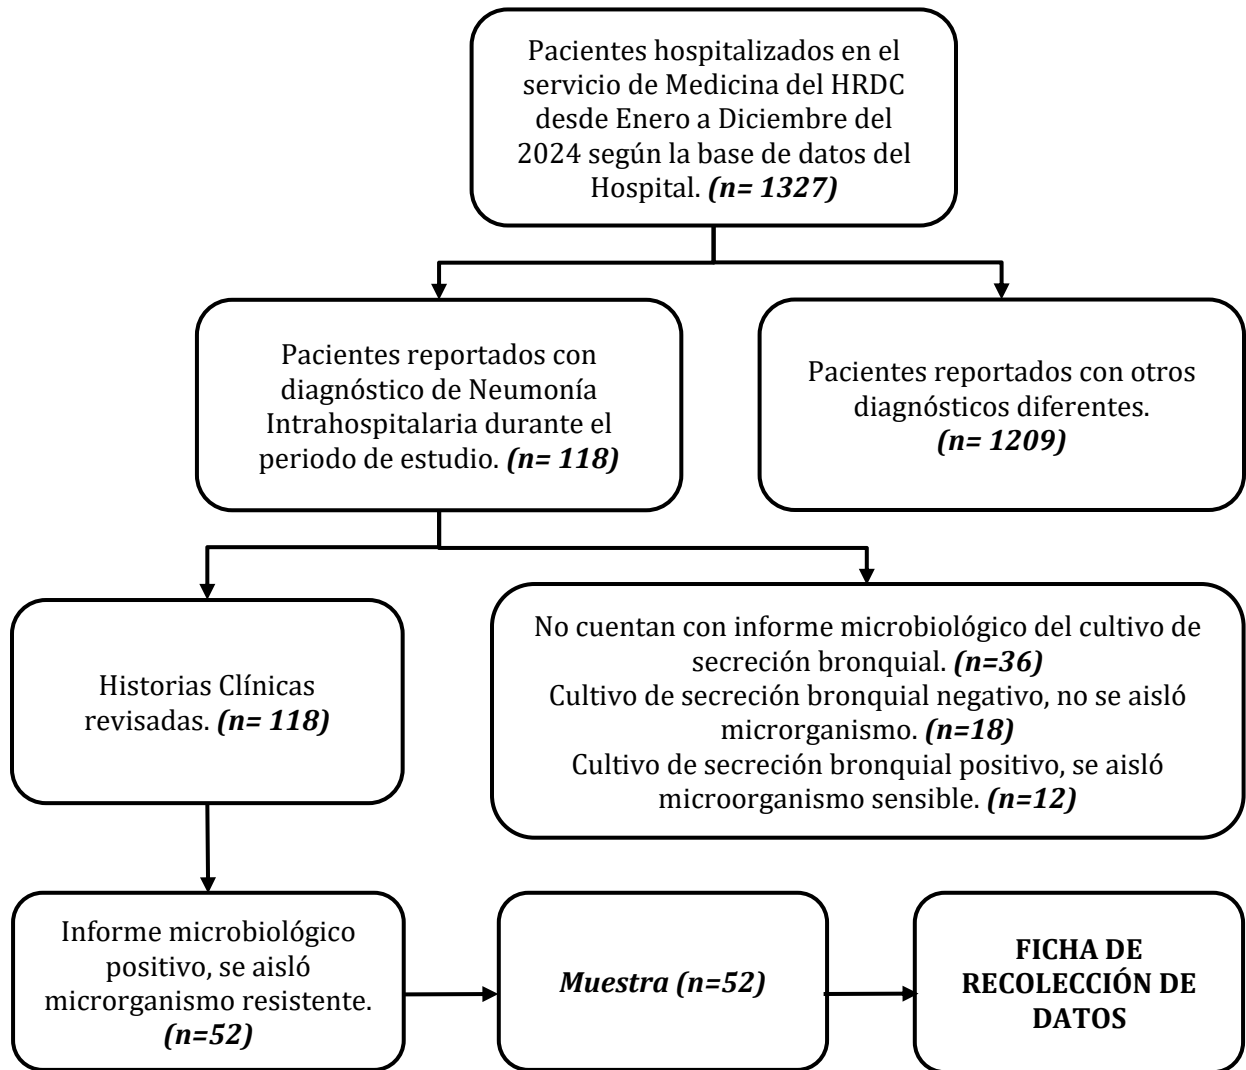 Pacientes hospitalizados en el
servicio de Medicina del HRDC
desde Enero a Diciembre del
2024 según la base de datos del
Hospital. (n= 1327)
Pacientes reportados con
diagnóstico de Neumonía
Intrahospitalaria durante el
periodo de estudio. (n= 118)
Pacientes reportados con otros
diagnósticos diferentes.
(n= 1209)
Historias Clínicas
revisadas. (n= 118)
No cuentan con informe microbiológico del cultivo de
secreción bronquial. (n=36)
Cultivo de secreción bronquial negativo, no se aisló
microrganismo. (n=18)
Cultivo de secreción bronquial positivo, se aisló
microorganismo sensible. (n=12)
Informe microbiológico
positivo, se aisló
microrganismo resistente.
(n=52)
Muestra (n=52)
FICHA DE
RECOLECCIÓN DE
DATOS